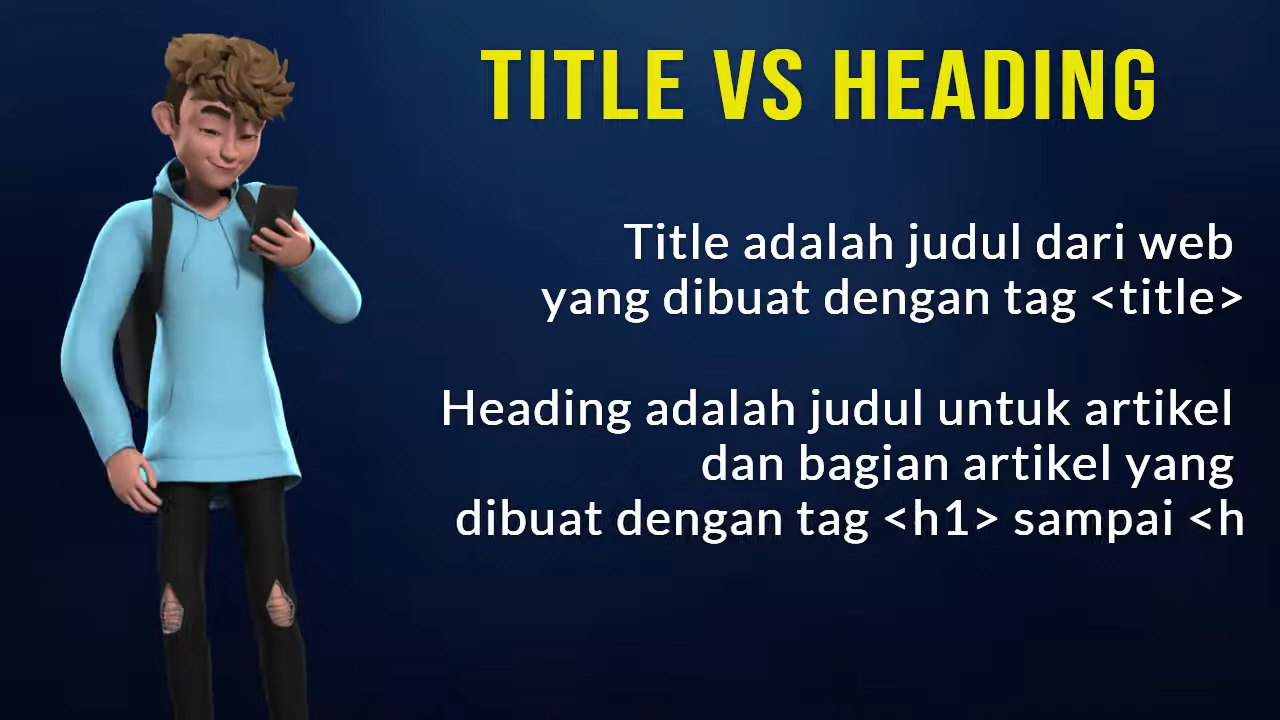 TITLE VS HEADING
Title adalah judul dari web
yang dibuat dengan tag <title>
Heading adalah judul untuk artikel
dan bagian artikel yang
dibuat dengan tag <h1> sampai <h